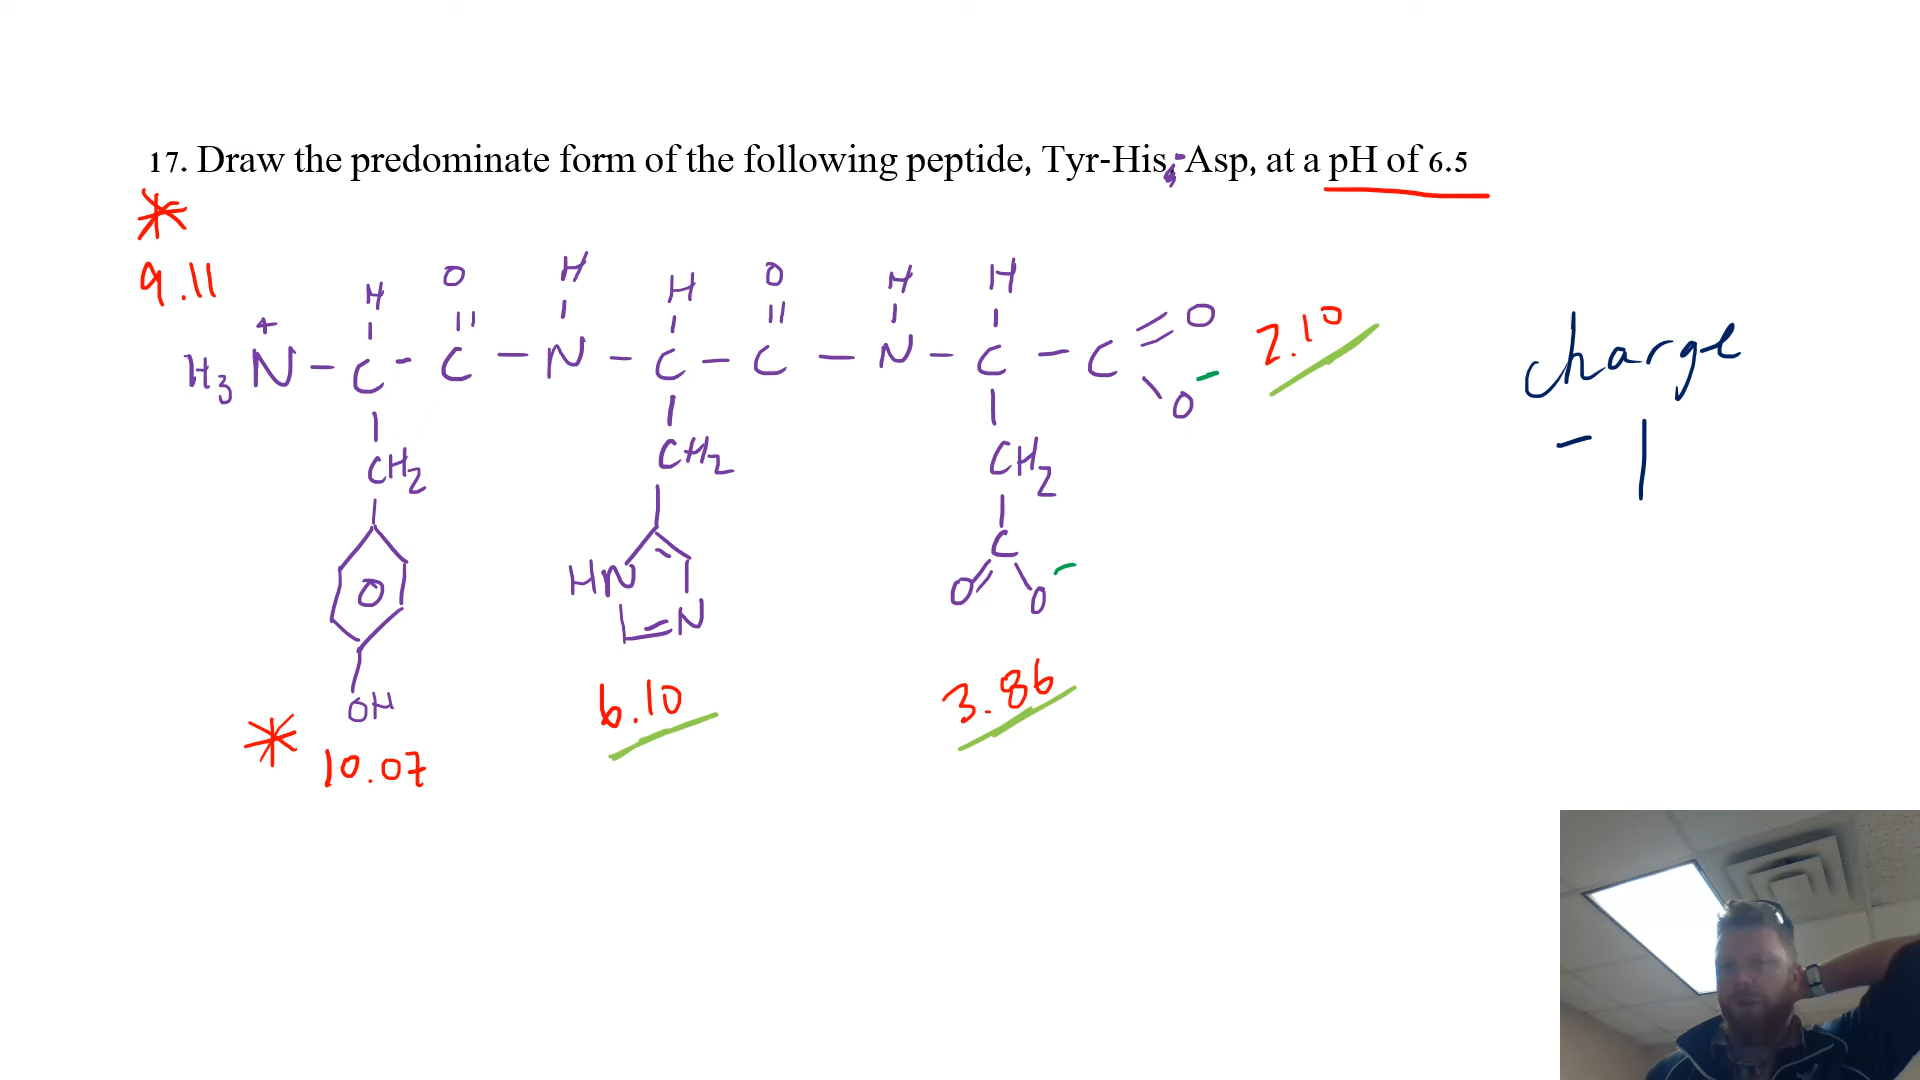 17. Draw the predominate form of the following peptide, Tyr-His,-Asp, at a pH of 6.5
9.11
H O H H O H H
H3 N+ - C - C - N - C - C - N - C - C = O
O- 2.10
charge
-1
CH2 CH2 CH2
C
HN N O O-
O
OH
6.10 3.86
10.07